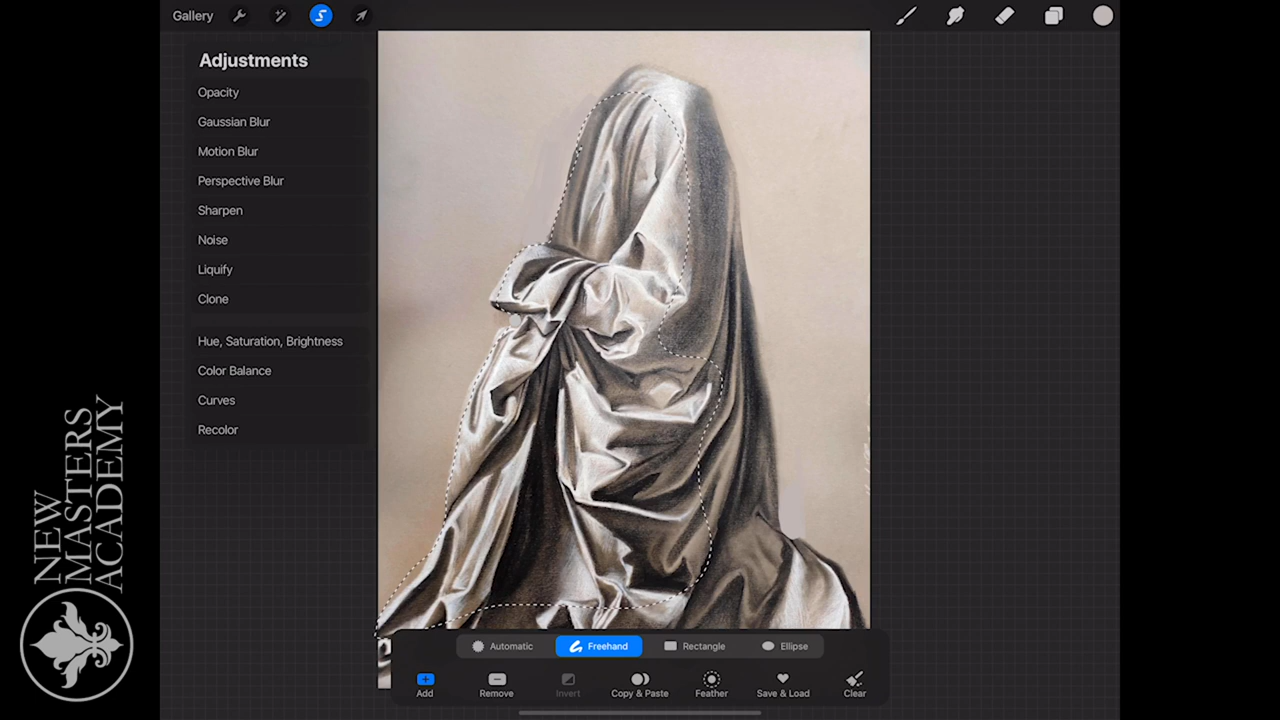 Gallery
Adjustments
Opacity
Gaussian Blur
Motion Blur
Perspective Blur
Sharpen
Noise
Liquify
Clone
Hue, Saturation, Brightness
Color Balance
Curves
Recolor
Automatic
Freehand
Rectangle
Ellipse
Add
Remove
Invert
Copy & Paste
Feather
Save & Load
Clear
NEW
MASTERS
ACADEMY